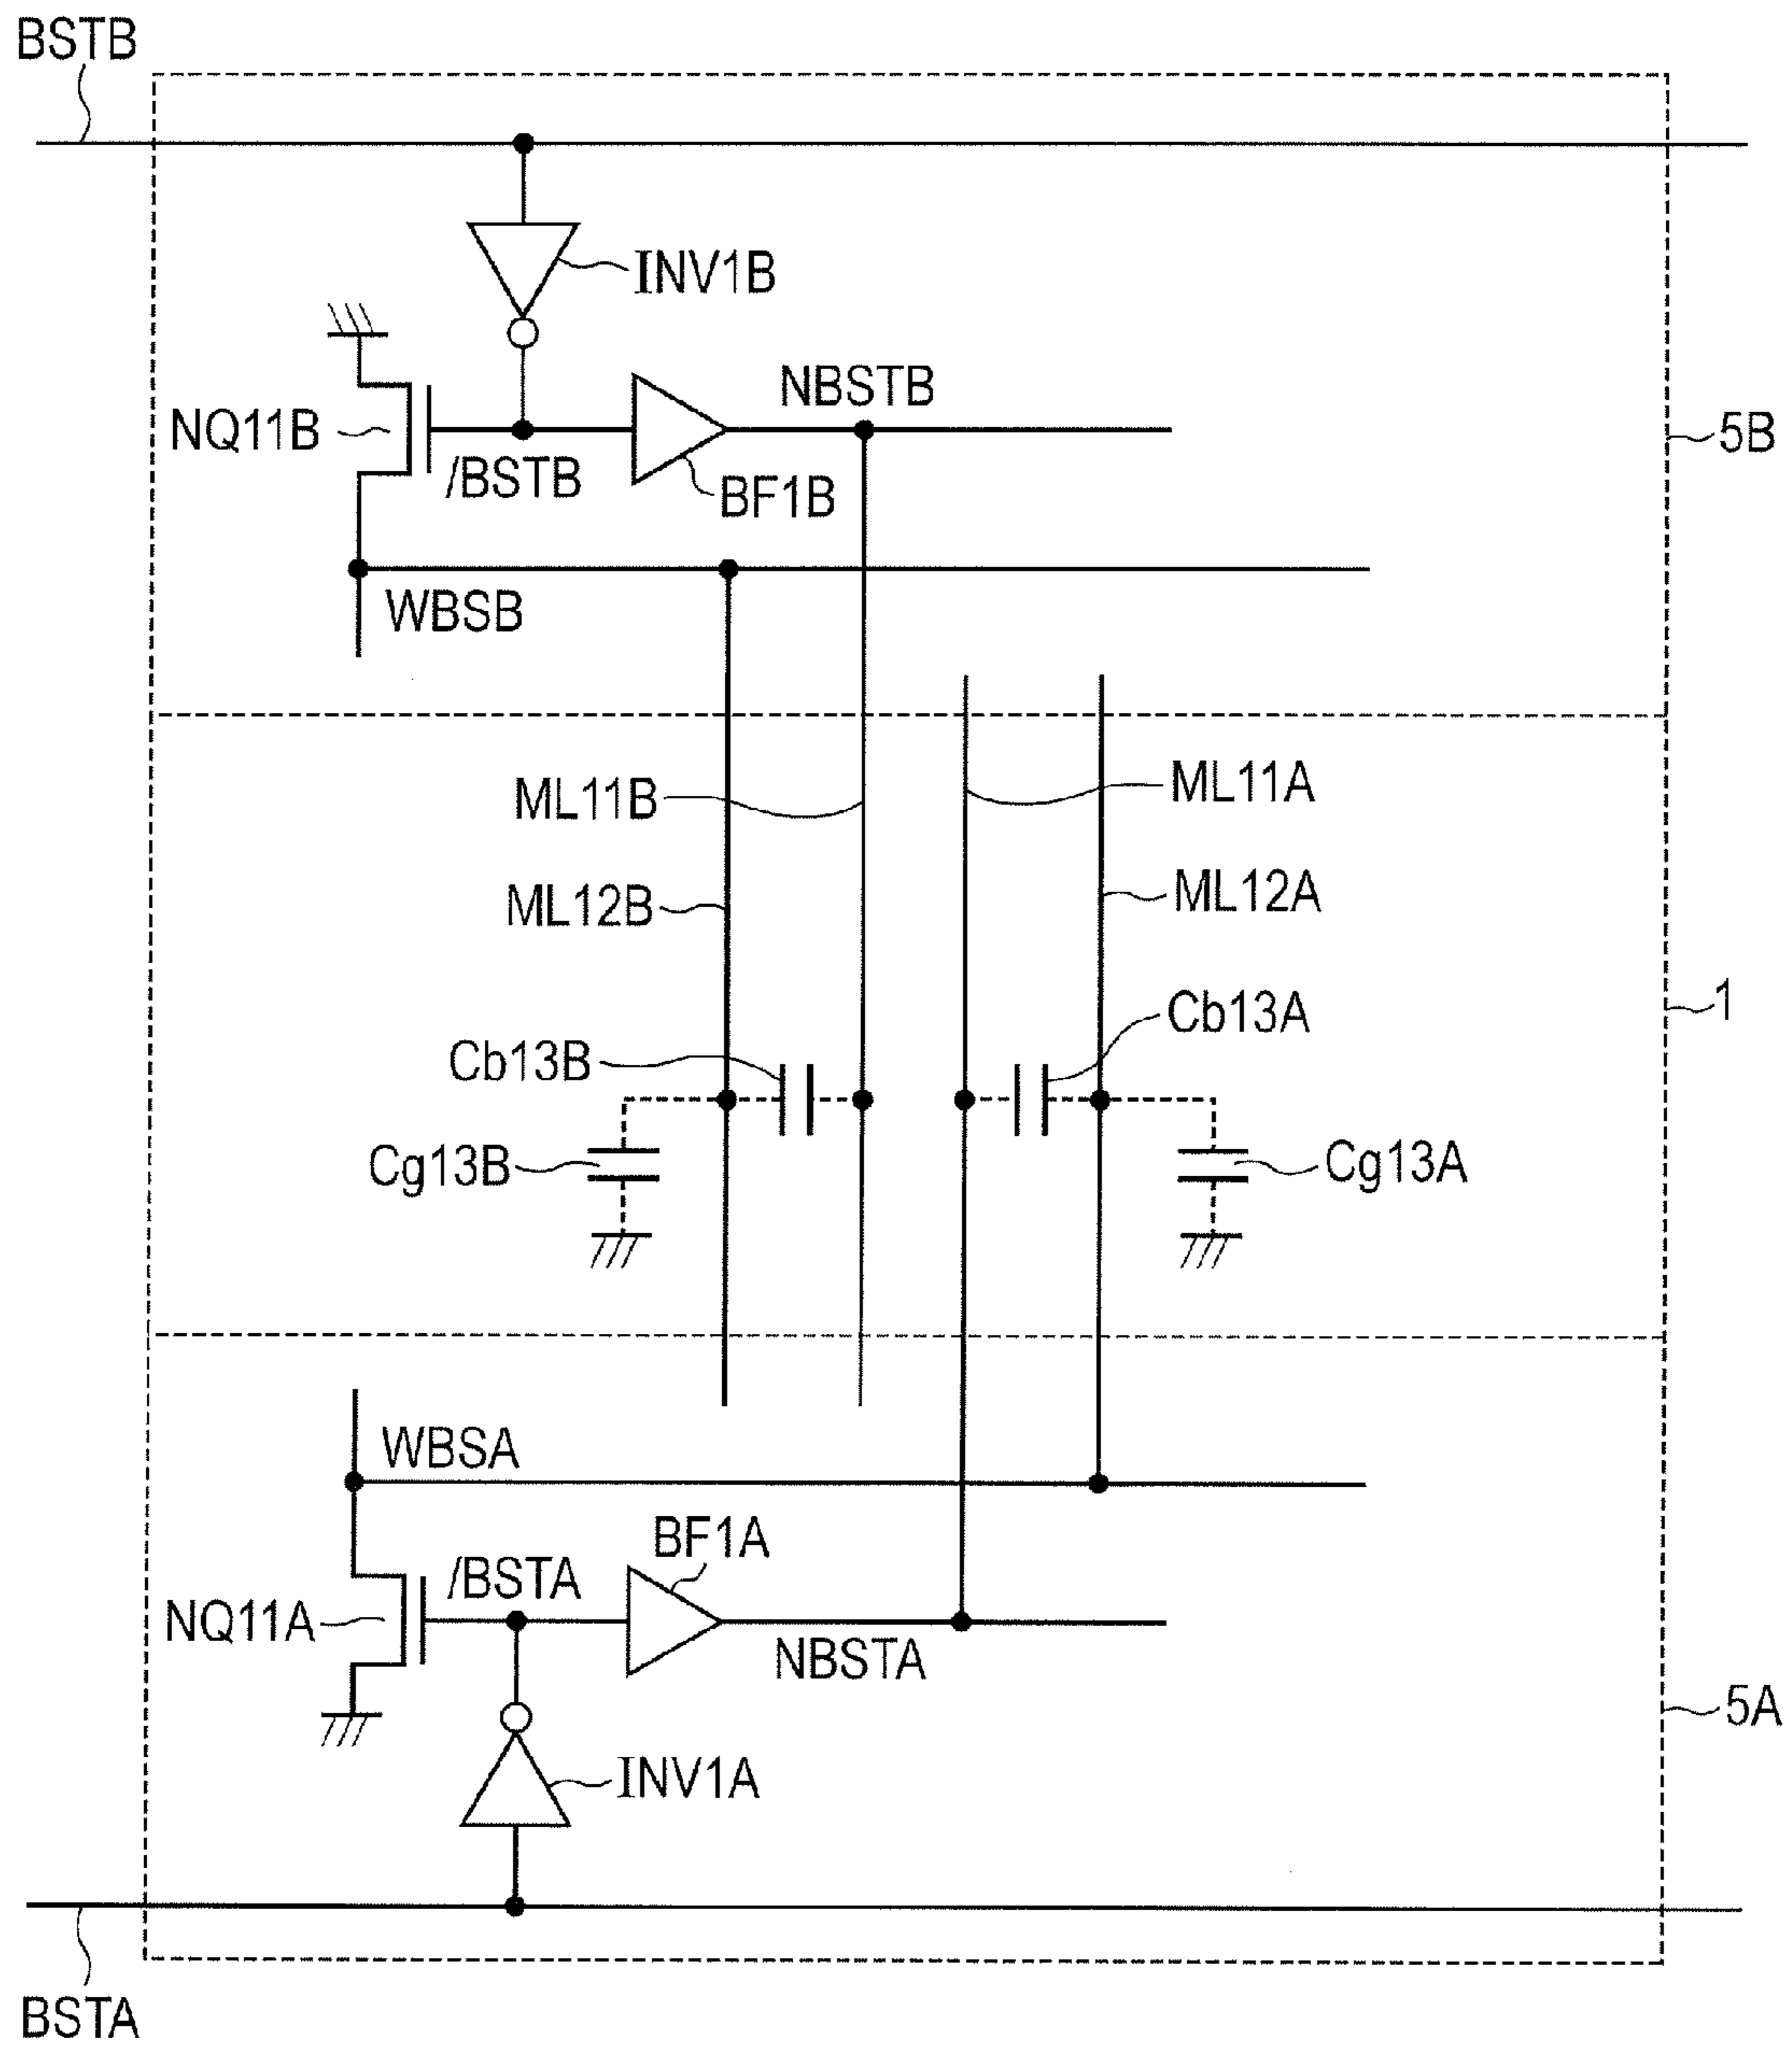 BSTB
INV1B
NQ11B
NBSTB
5B
/BSTB
BF1B
WBSB
ML11B
ML11A
ML12B
ML12A
1
Cb13B
Cb13A
Cg13B
Cg13A
WBSA
BF1A
/BSTA
NQ11A
NBSTA
5A
INV1A
BSTA